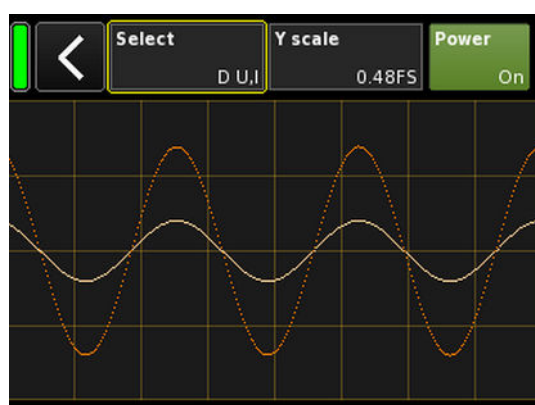 Select
D U,I
Y scale
0.48FS
Power
On